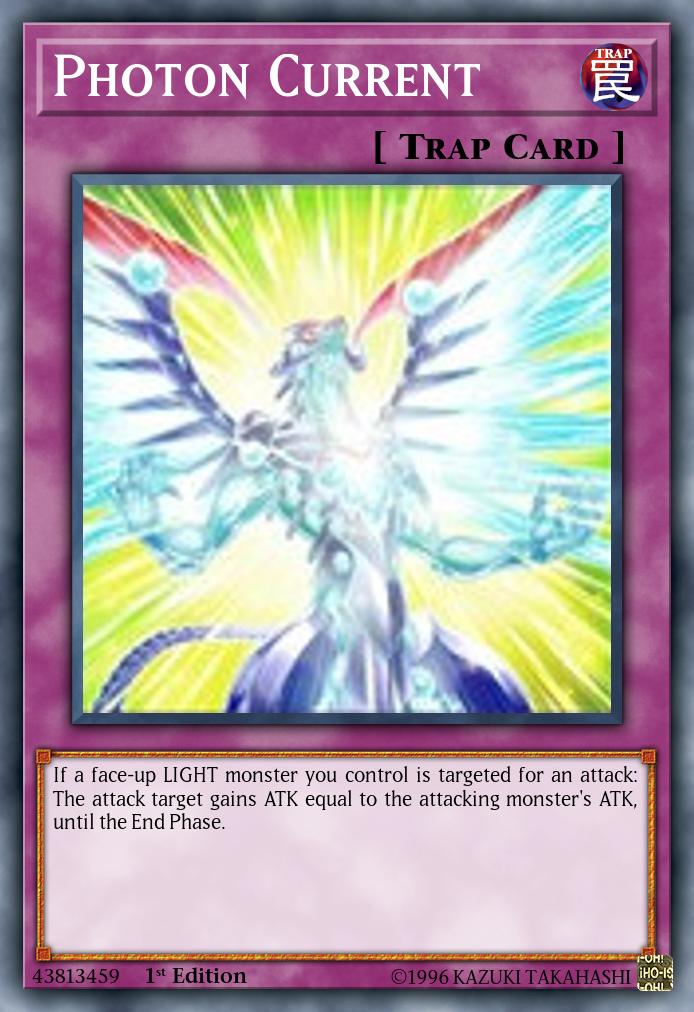 Photon Current
TRAP
罠
[ Trap Card ]
If a face-up LIGHT monster you control is targeted for an attack:
The attack target gains ATK equal to the attacking monster's ATK,
until the End Phase.
43813459 1st Edition ©1996 KAZUKI TAKAHASHI